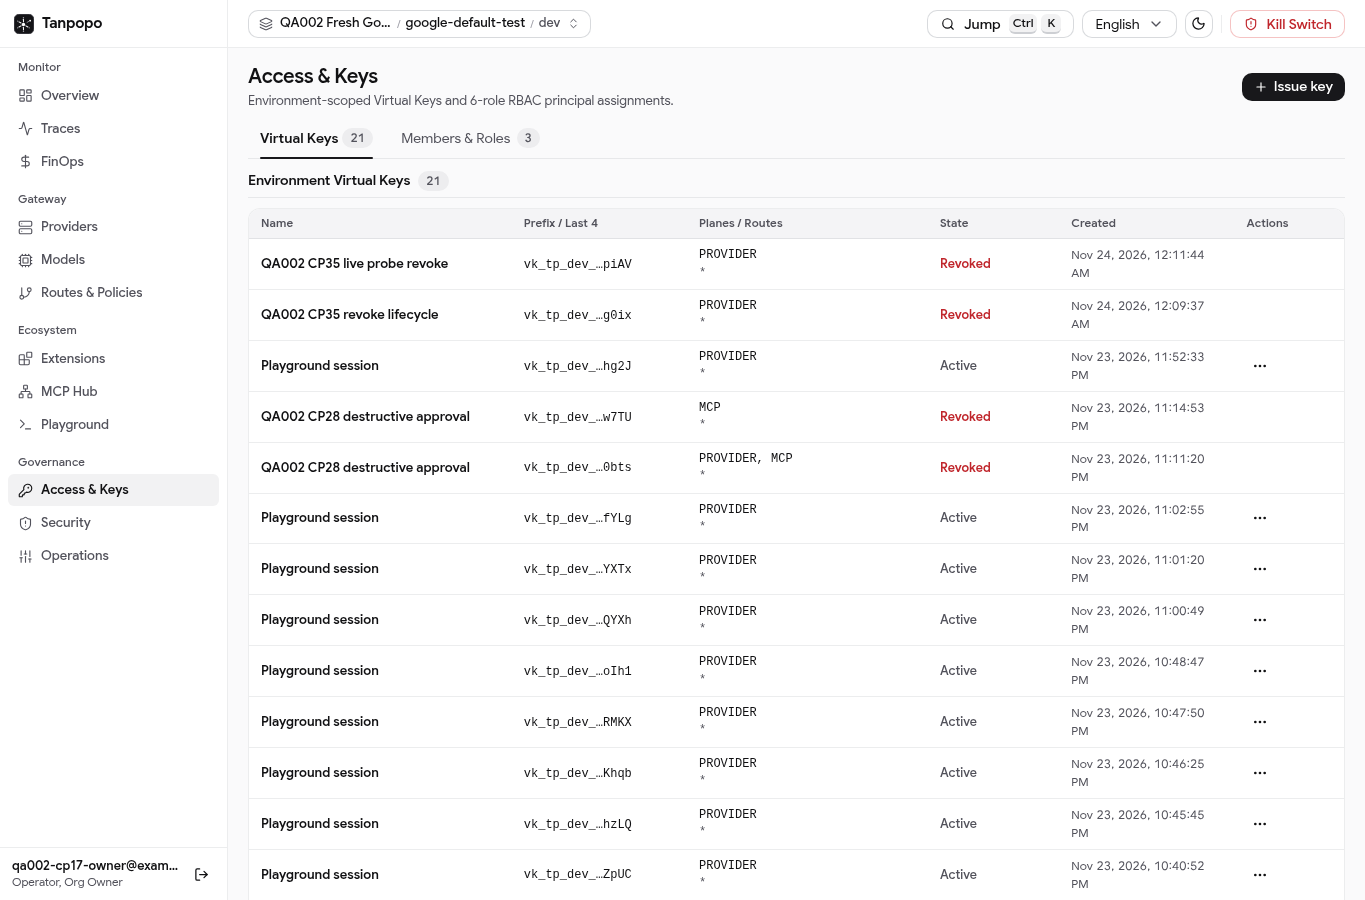 Tanpopo
Monitor
Overview
Traces
FinOps
Gateway
Providers
Models
Routes & Policies
Ecosystem
Extensions
MCP Hub
Playground
Governance
Access & Keys
Security
Operations
qa002-cp17-owner@exam...
Operator, Org Owner
QA002 Fresh Go... / google-default-test / dev
Jump Ctrl K
English
Kill Switch
Access & Keys
Environment-scoped Virtual Keys and 6-role RBAC principal assignments.
+ Issue key
Virtual Keys 21
Members & Roles 3
Environment Virtual Keys 21
Name Prefix / Last 4 Planes / Routes State Created Actions
QA002 CP35 live probe revoke vk_tp_dev_…piAV PROVIDER * Revoked Nov 24, 2026, 12:11:44 AM
QA002 CP35 revoke lifecycle vk_tp_dev_…g0ix PROVIDER * Revoked Nov 24, 2026, 12:09:37 AM
Playground session vk_tp_dev_…hg2J PROVIDER * Active Nov 23, 2026, 11:52:33 PM ...
QA002 CP28 destructive approval vk_tp_dev_…w7TU MCP * Revoked Nov 23, 2026, 11:14:53 PM
QA002 CP28 destructive approval vk_tp_dev_…0bts PROVIDER, MCP * Revoked Nov 23, 2026, 11:11:20 PM
Playground session vk_tp_dev_…fYLg PROVIDER * Active Nov 23, 2026, 11:02:55 PM ...
Playground session vk_tp_dev_…YXTx PROVIDER * Active Nov 23, 2026, 11:01:20 PM ...
Playground session vk_tp_dev_…QYXh PROVIDER * Active Nov 23, 2026, 11:00:49 PM ...
Playground session vk_tp_dev_…oIh1 PROVIDER * Active Nov 23, 2026, 10:48:47 PM ...
Playground session vk_tp_dev_…RMKX PROVIDER * Active Nov 23, 2026, 10:47:50 PM ...
Playground session vk_tp_dev_…Khqb PROVIDER * Active Nov 23, 2026, 10:46:25 PM ...
Playground session vk_tp_dev_…hzLQ PROVIDER * Active Nov 23, 2026, 10:45:45 PM ...
Playground session vk_tp_dev_…ZpUC PROVIDER * Active Nov 23, 2026, 10:40:52 PM ...